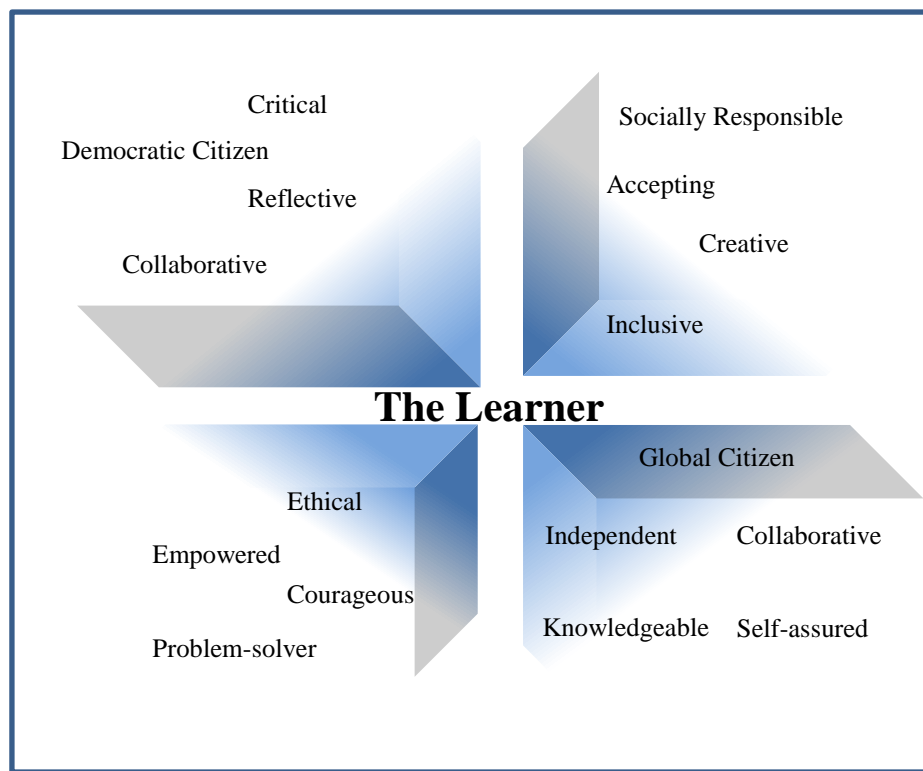 Critical
Democratic Citizen
Reflective
Collaborative
Socially Responsible
Accepting
Creative
Inclusive
The Learner
Ethical
Empowered
Courageous
Problem-solver
Global Citizen
Independent Collaborative
Knowledgeable Self-assured